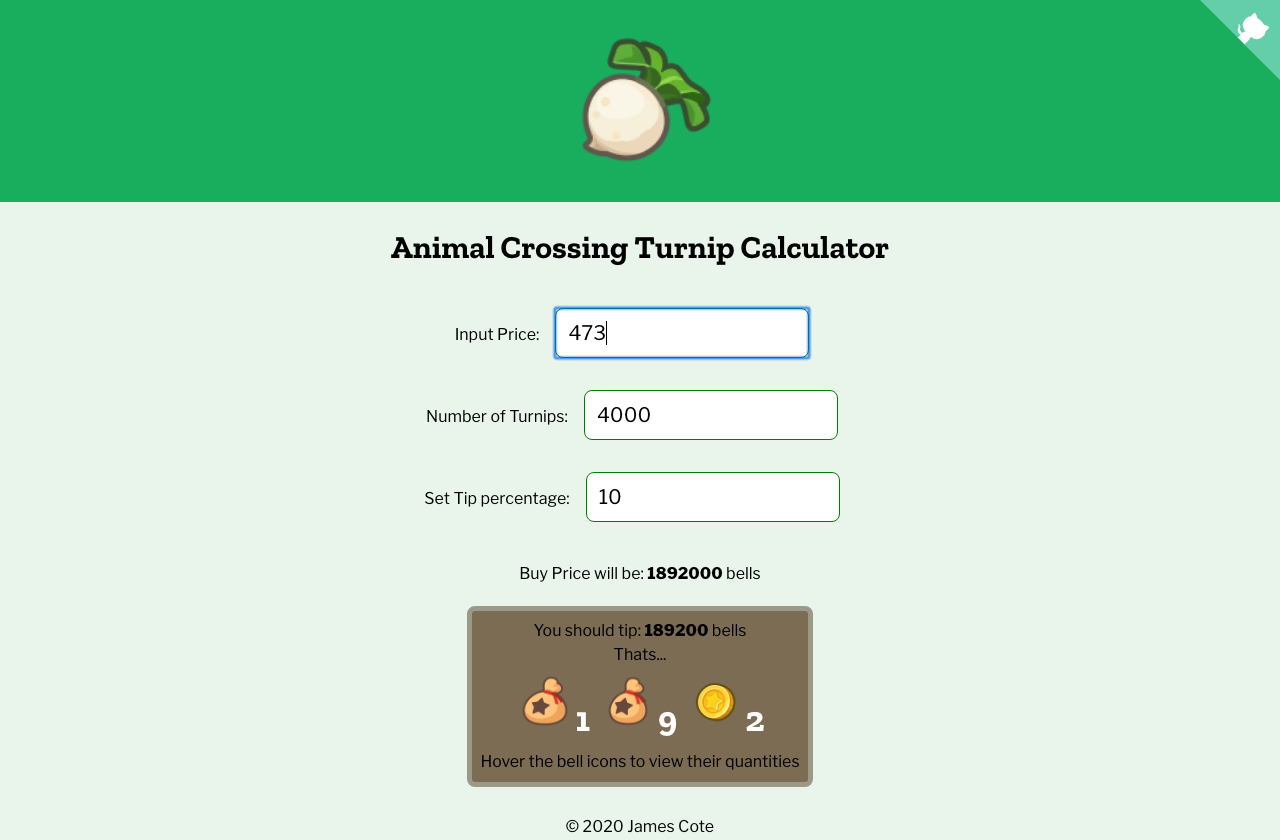 Animal Crossing Turnip Calculator
Input Price: 473
Number of Turnips: 4000
Set Tip percentage: 10
Buy Price will be: 1892000 bells
You should tip: 189200 bells
Thats...
1 9 2
Hover the bell icons to view their quantities
© 2020 James Cote